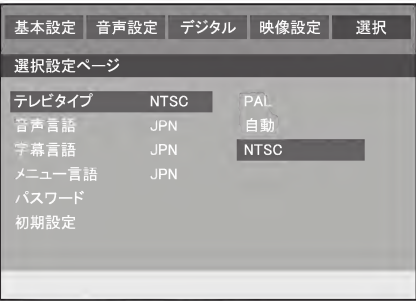 基本設定 音声設定 デジタル 映像設定 選択
選択設定ページ
テレビタイプ NTSC PAL
音声言語 JPN 自動
字幕言語 JPN NTSC
メニュー言語 JPN
パスワード
初期設定